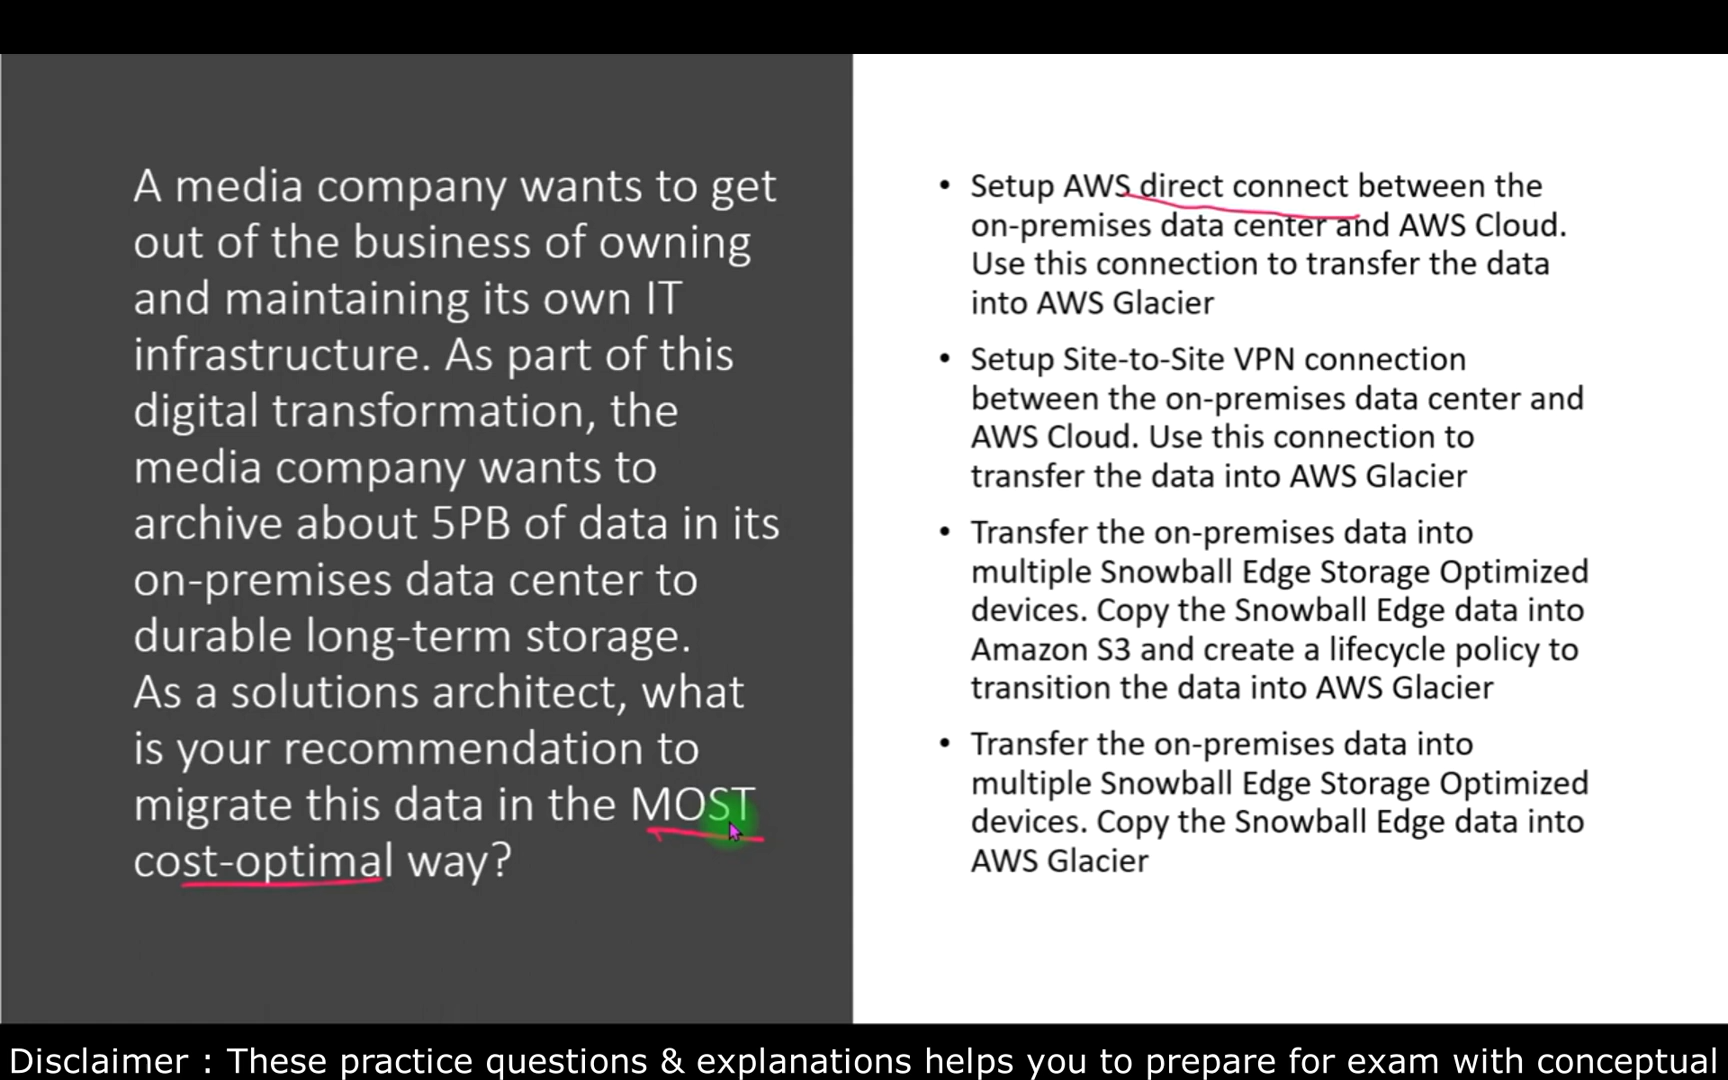 A media company wants to get
out of the business of owning
and maintaining its own IT
infrastructure. As part of this
digital transformation, the
media company wants to
archive about 5PB of data in its
on-premises data center to
durable long-term storage.
As a solutions architect, what
is your recommendation to
migrate this data in the MOST
cost-optimal way?
• Setup AWS direct connect between the
on-premises data center and AWS Cloud.
Use this connection to transfer the data
into AWS Glacier
• Setup Site-to-Site VPN connection
between the on-premises data center and
AWS Cloud. Use this connection to
transfer the data into AWS Glacier
• Transfer the on-premises data into
multiple Snowball Edge Storage Optimized
devices. Copy the Snowball Edge data into
Amazon S3 and create a lifecycle policy to
transition the data into AWS Glacier
• Transfer the on-premises data into
multiple Snowball Edge Storage Optimized
devices. Copy the Snowball Edge data into
AWS Glacier
Disclaimer : These practice questions & explanations helps you to prepare for exam with conceptual